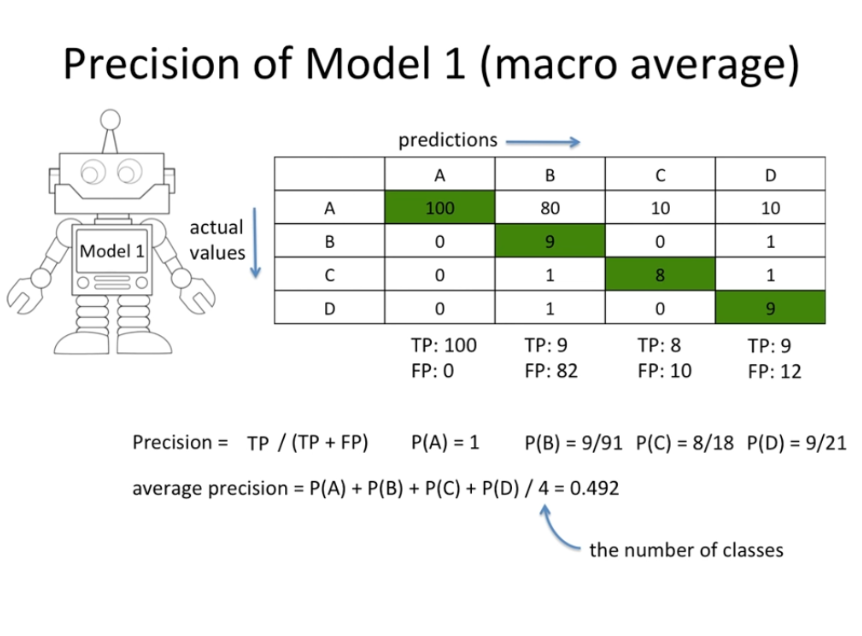 Precision of Model 1 (macro average)
predictions
A B C D
actual
values
Model 1
A 100 80 10 10
B 0 9 0 1
C 0 1 8 1
D 0 1 0 9
TP: 100 TP: 9 TP: 8 TP: 9
FP: 0 FP: 82 FP: 10 FP: 12
Precision = TP / (TP + FP) P(A) = 1 P(B) = 9/91 P(C) = 8/18 P(D) = 9/21
average precision = P(A) + P(B) + P(C) + P(D) / 4 = 0.492
the number of classes